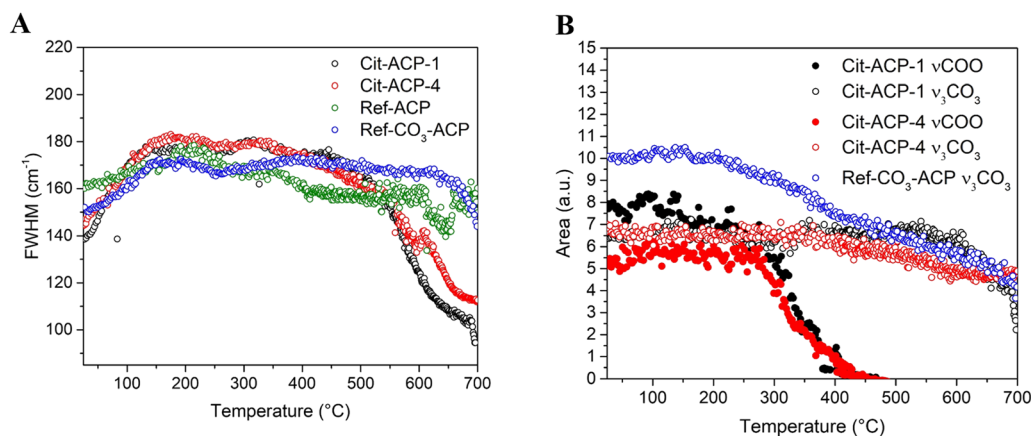 A
220
200
180
160
140
120
100
FWHM (cm⁻¹)
Cit-ACP-1
Cit-ACP-4
Ref-ACP
Ref-CO₃-ACP
100 200 300 400 500 600 700
Temperature (°C)
B
15
14
13
12
11
10
9
8
7
6
5
4
3
2
1
0
Area (a.u.)
Cit-ACP-1 νCOO
Cit-ACP-1 ν₃CO₃
Cit-ACP-4 νCOO
Cit-ACP-4 ν₃CO₃
Ref-CO₃-ACP ν₃CO₃
100 200 300 400 500 600 700
Temperature (°C)